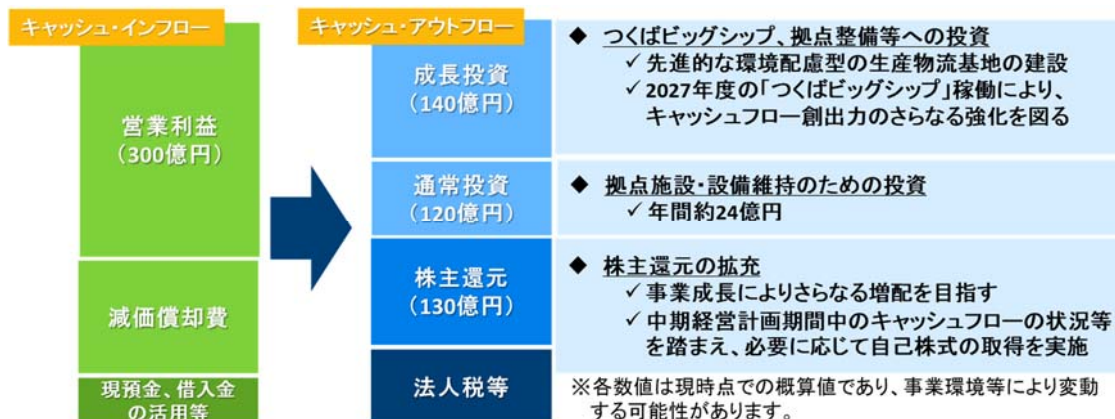 キャッシュ・インフロー
営業利益
（300億円）
減価償却費
現預金、借入金
の活用等
キャッシュ・アウトフロー
成長投資
（140億円）
◆ つくばビッグシップ、拠点整備等への投資
✓ 先進的な環境配慮型の生産物流基地の建設
✓ 2027年度の「つくばビッグシップ」稼働により、
キャッシュフロー創出力のさらなる強化を図る
通常投資
（120億円）
◆ 拠点施設・設備維持のための投資
✓ 年間約24億円
株主還元
（130億円）
◆ 株主還元の拡充
✓ 事業成長によりさらなる増配を目指す
✓ 中期経営計画期間中のキャッシュフローの状況等
を踏まえ、必要に応じて自己株式の取得を実施
法人税等
※各数値は現時点での概算値であり、事業環境等により変動
する可能性があります。